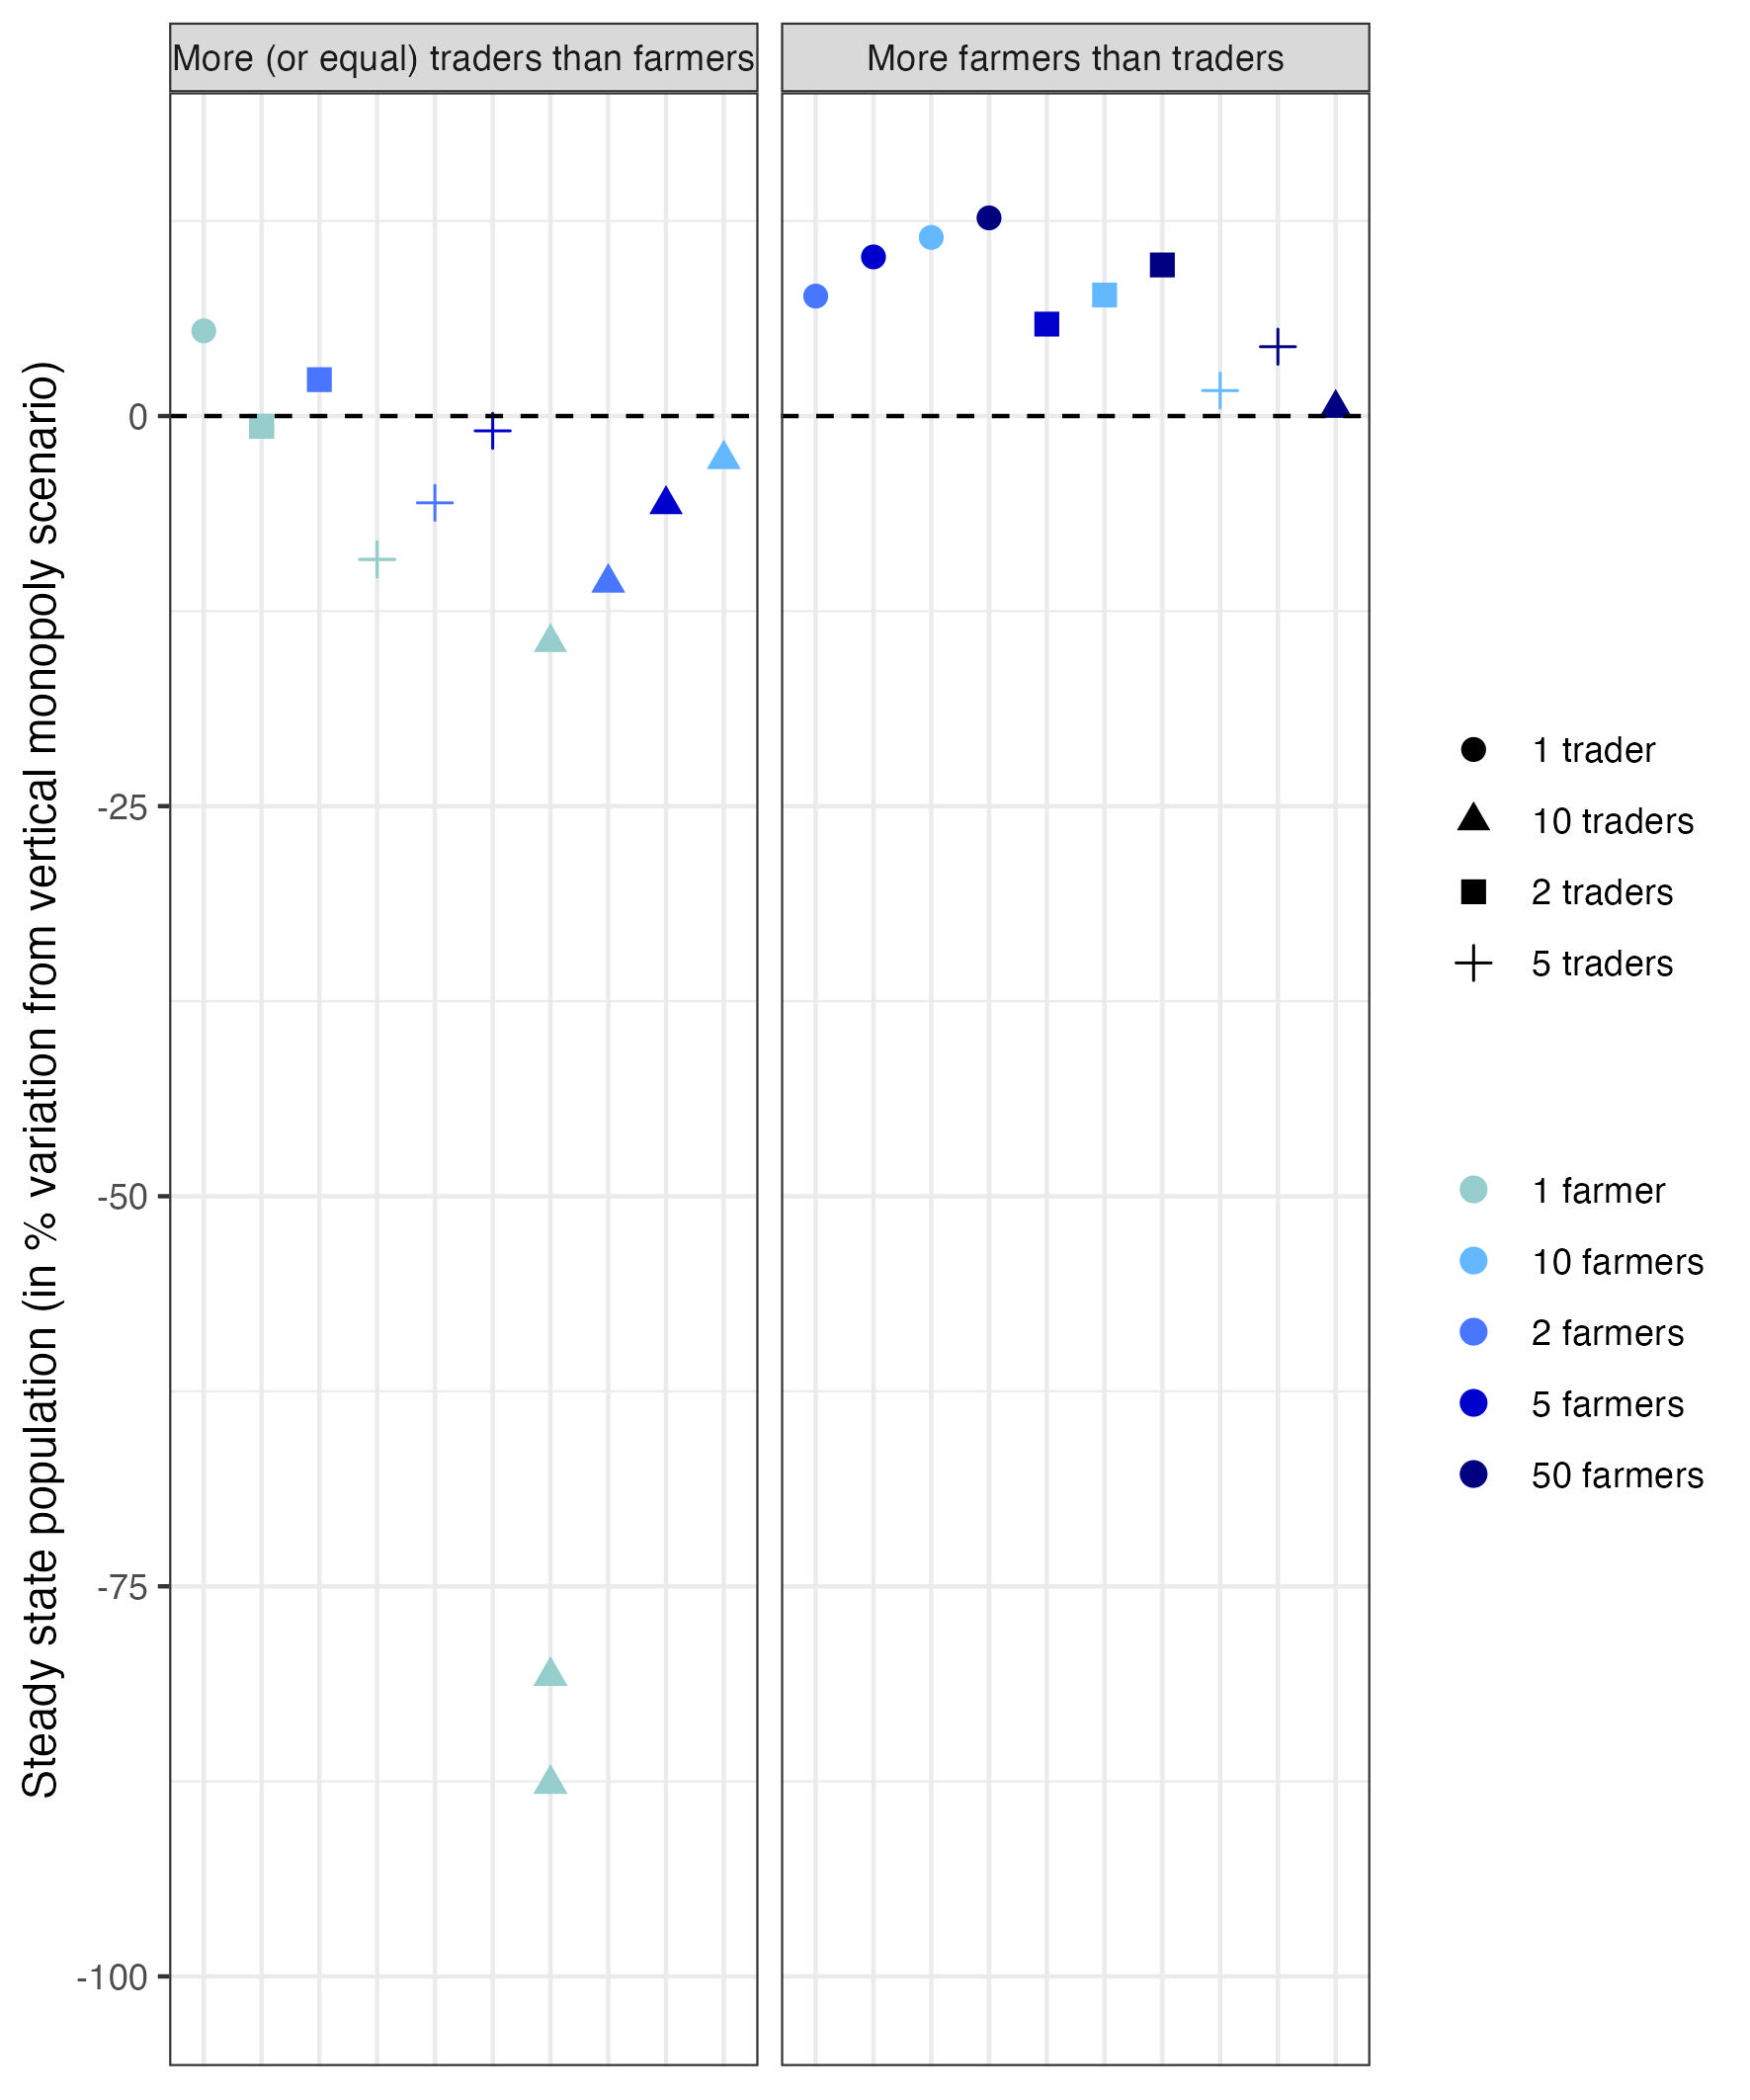 More (or equal) traders than farmers
More farmers than traders
Steady state population (in % variation from vertical monopoly scenario)
0
-25
-50
-75
-100
1 trader
10 traders
2 traders
5 traders
1 farmer
10 farmers
2 farmers
5 farmers
50 farmers